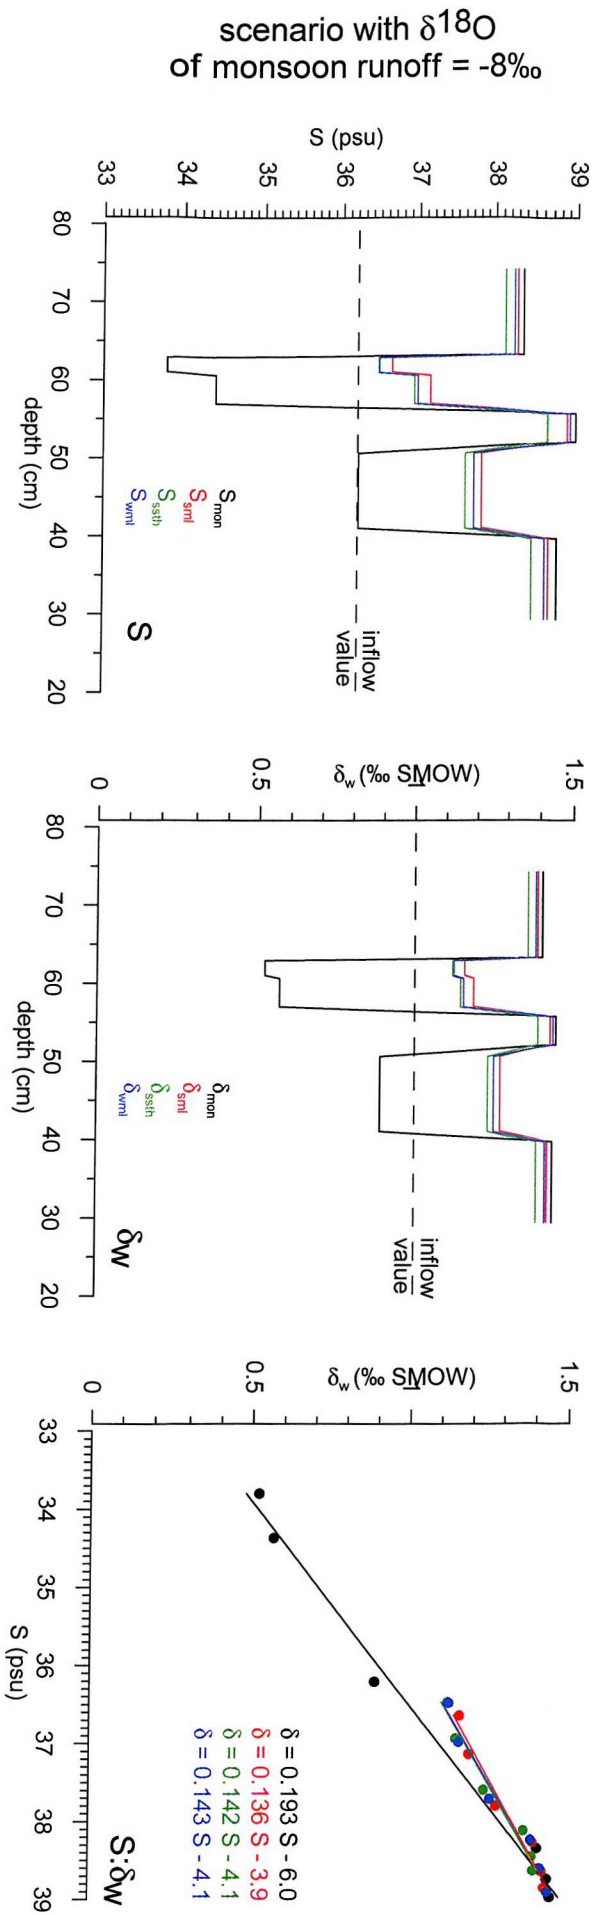 scenario with δ18O
of monsoon runoff = -8‰
S (psu)
33 34 35 36 37 38 39
80 70 60 50 40 30 20
depth (cm)
Smon
Ssml
Sssth
Swml
inflow
value
S
δw (‰ SMOW)
0 0.5 1 1.5
80 70 60 50 40 30 20
depth (cm)
δmon
δsml
δssth
δwml
inflow
value
δw
δw (‰ SMOW)
0 0.5 1 1.5
33 34 35 36 37 38 39
S (psu)
δ = 0.193 S - 6.0
δ = 0.136 S - 3.9
δ = 0.142 S - 4.1
δ = 0.143 S - 4.1
S:δw